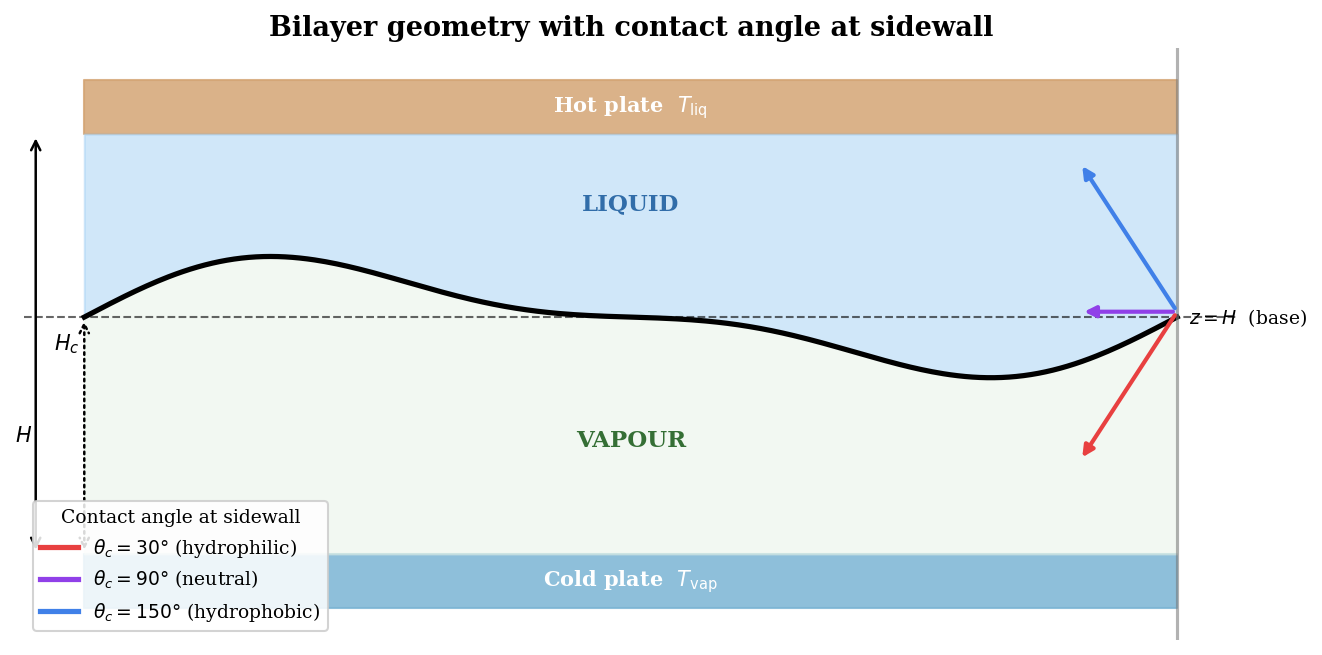 Bilayer geometry with contact angle at sidewall
Hot plate T_liq
LIQUID
z = H (base)
H_c
H
VAPOUR
Contact angle at sidewall
θ_c = 30° (hydrophilic)
θ_c = 90° (neutral)
θ_c = 150° (hydrophobic)
Cold plate T_vap